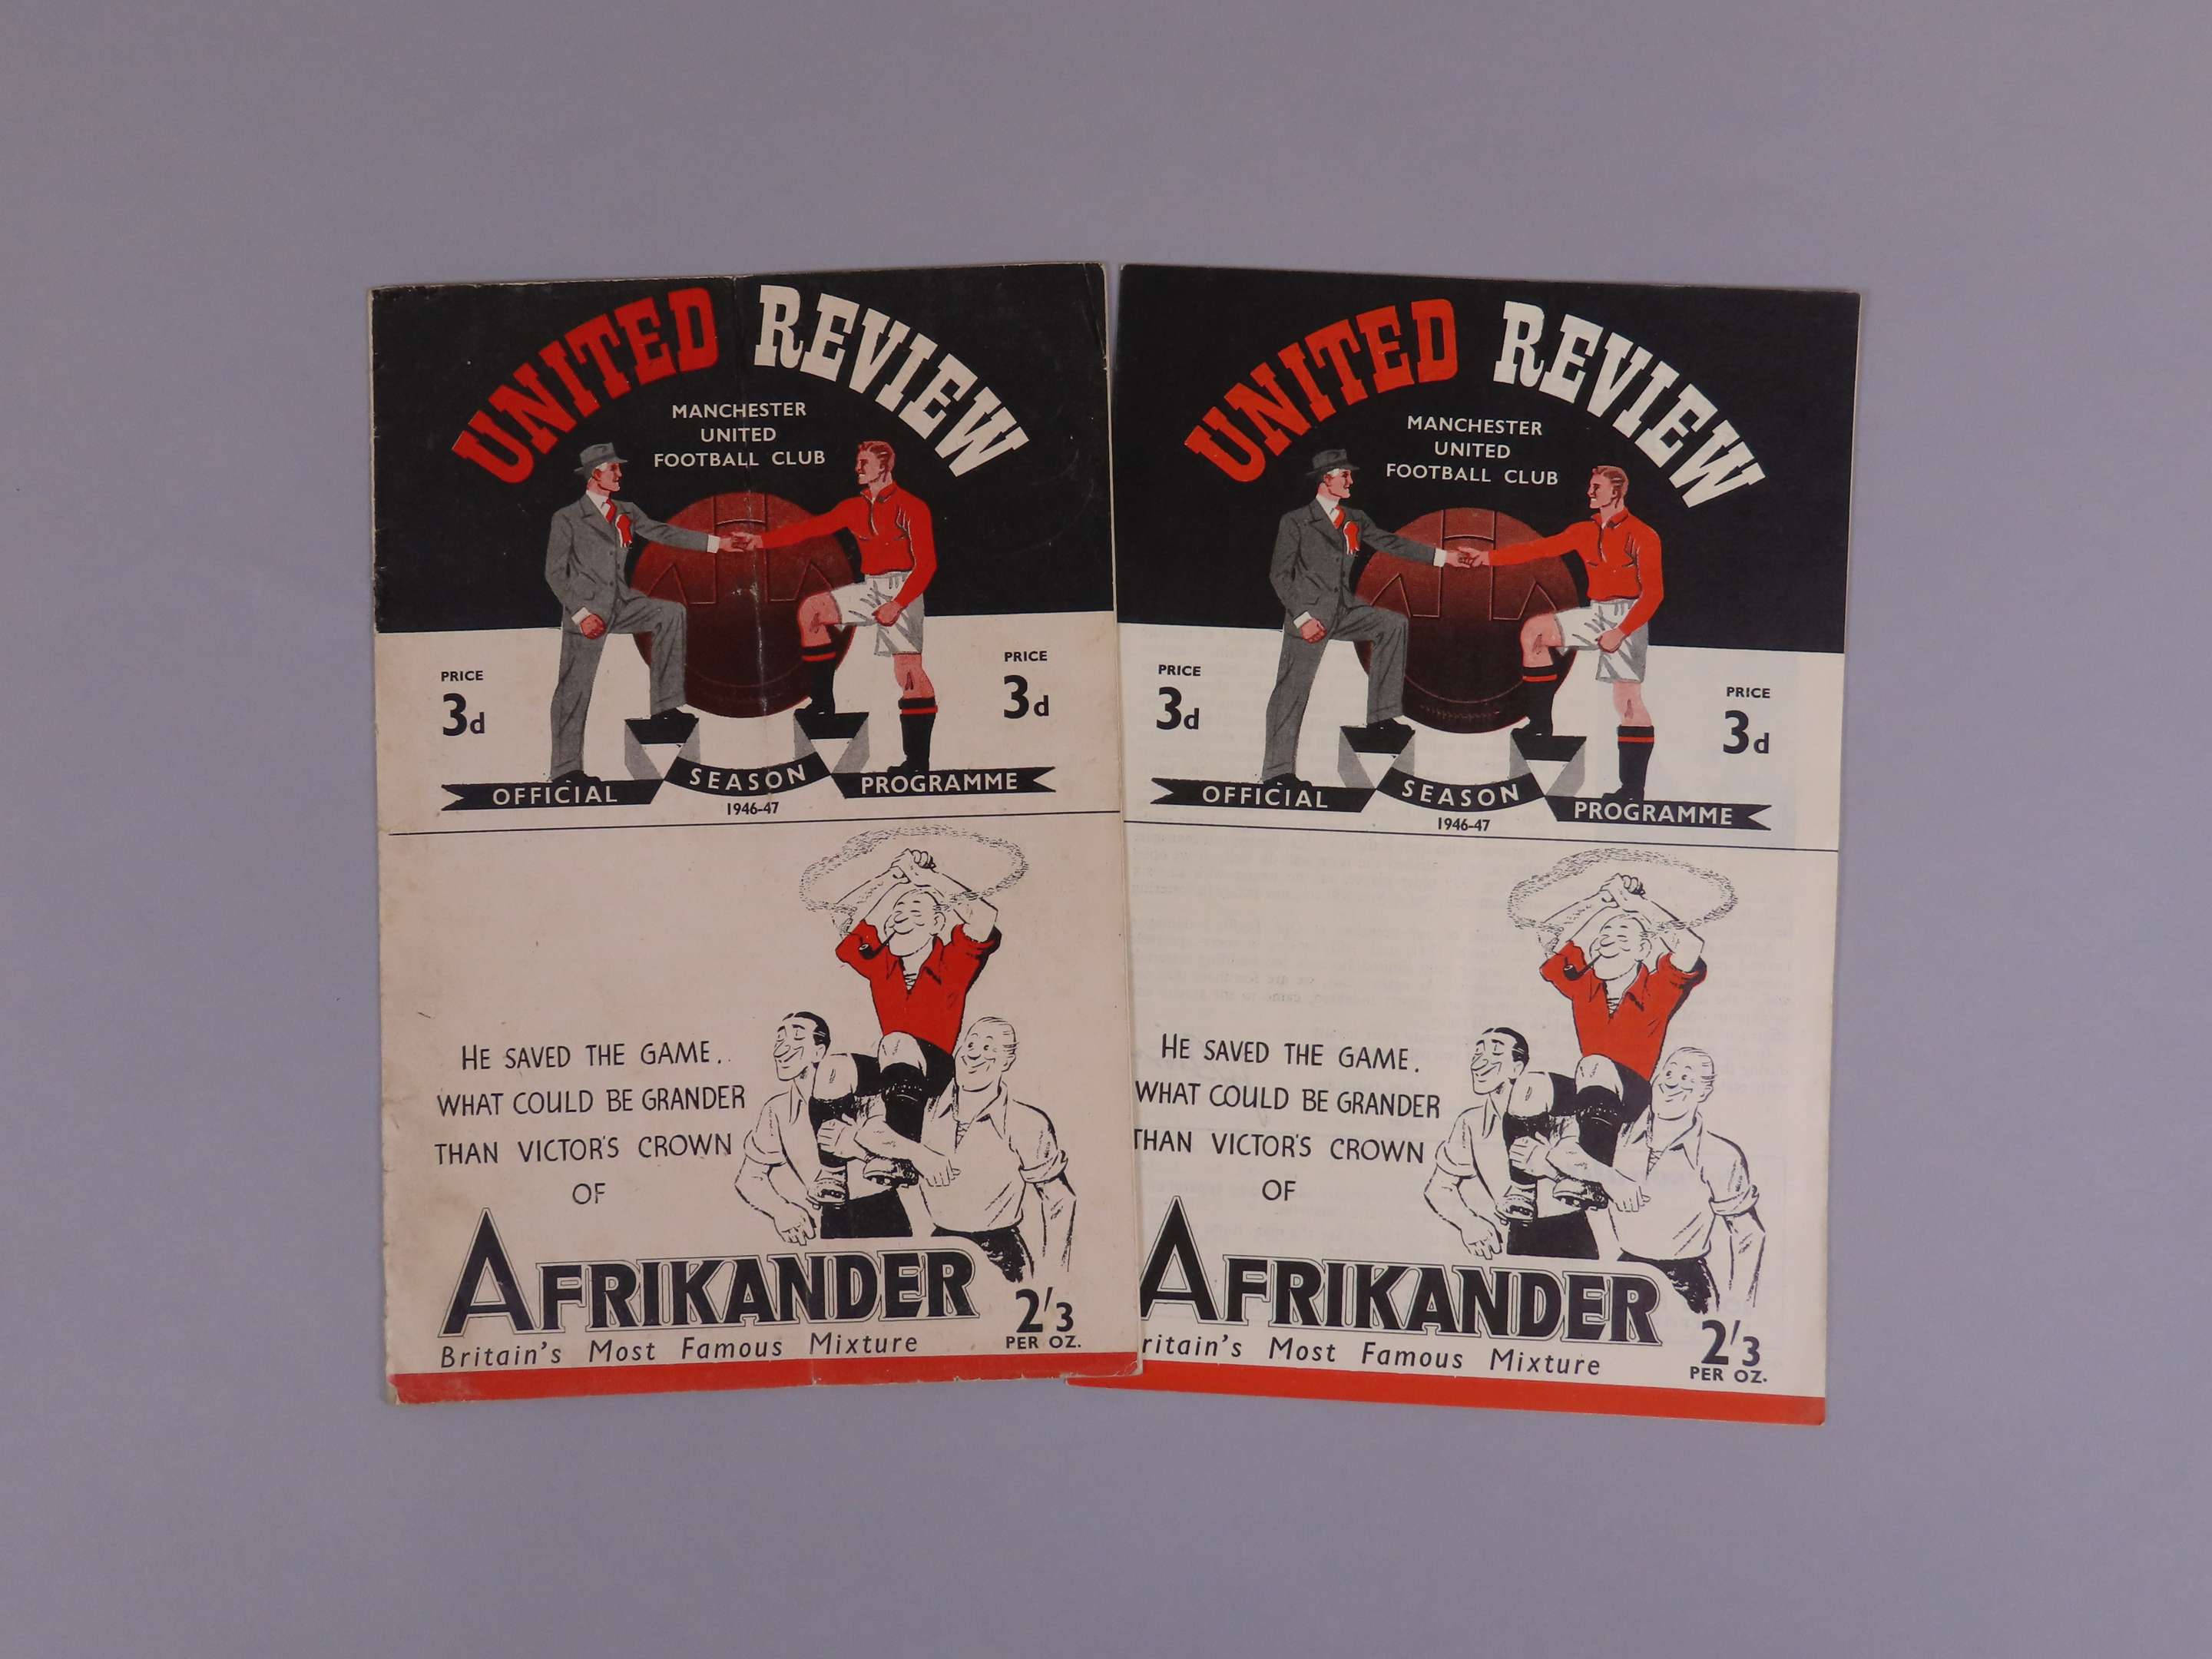 UNITED REVIEW
MANCHESTER
UNITED
FOOTBALL CLUB
PRICE
3d
PRICE
3d
OFFICIAL SEASON PROGRAMME
1946-47
HE SAVED THE GAME.
WHAT COULD BE GRANDER
THAN VICTOR'S CROWN
OF
AFRIKANDER
Britain's Most Famous Mixture
2'/3
PER OZ.
UNITED REVIEW
MANCHESTER
UNITED
FOOTBALL CLUB
PRICE
3d
PRICE
3d
OFFICIAL SEASON PROGRAMME
1946-47
HE SAVED THE GAME.
WHAT COULD BE GRANDER
THAN VICTOR'S CROWN
OF
AFRIKANDER
ritain's Most Famous Mixture
2'/3
PER OZ.